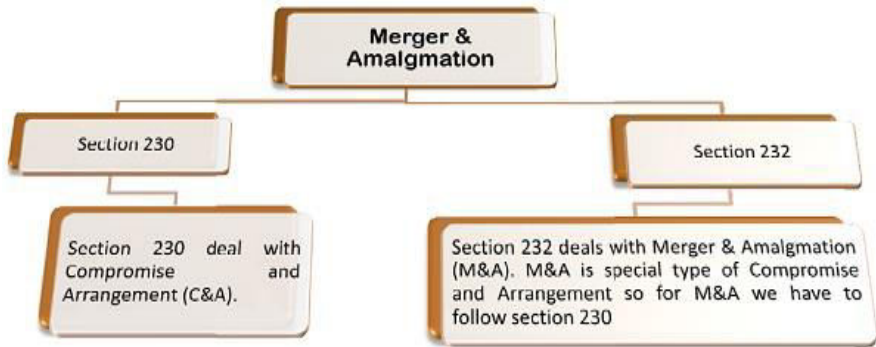 Merger &
Amalgmation
Section 230
Section 232
Section 230 deal with
Compromise and
Arrangement (C&A).
Section 232 deals with Merger & Amalgmation
(M&A). M&A is special type of Compromise
and Arrangement so for M&A we have to
follow section 230